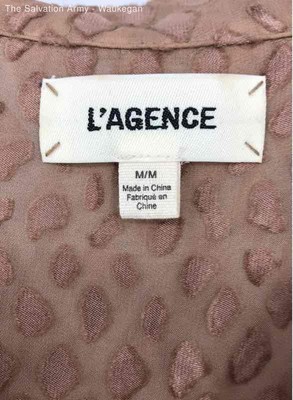 The Salvation Army - Waukegan
L'AGENCE
M/M
Made in China
Fabriqué en
Chine